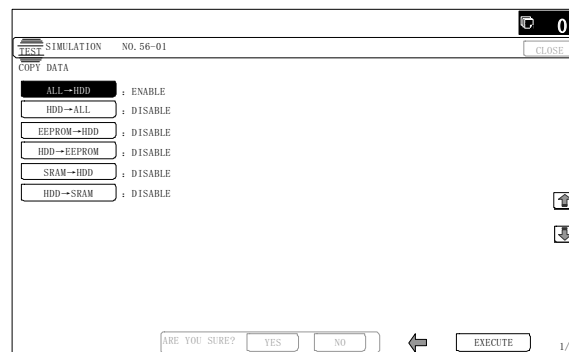 0
TEST SIMULATION NO. 56-01 CLOSE
COPY DATA
ALL→HDD : ENABLE
HDD→ALL : DISABLE
EEPROM→HDD : DISABLE
HDD→EEPROM : DISABLE
SRAM→HDD : DISABLE
HDD→SRAM : DISABLE
ARE YOU SURE? YES NO EXECUTE 1/